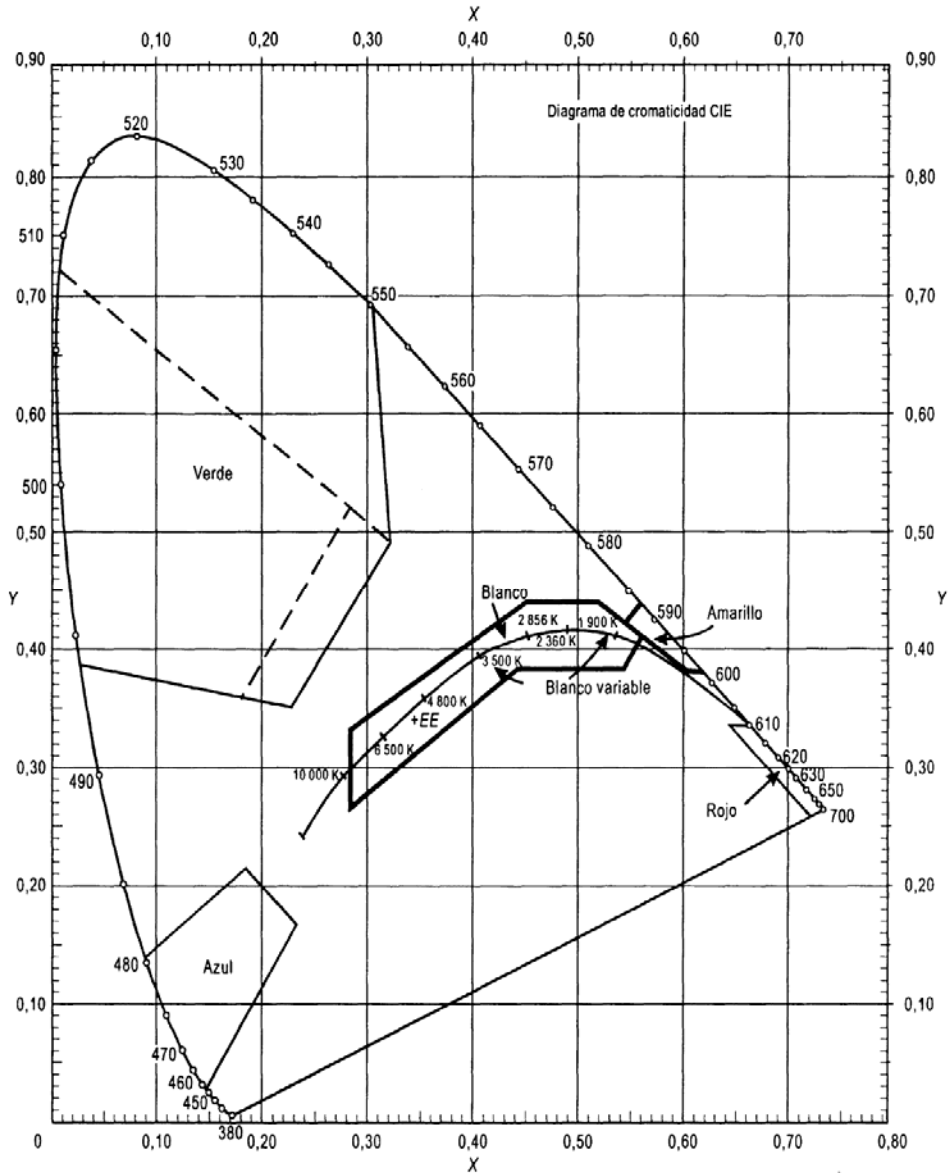 X
0,10 0,20 0,30 0,40 0,50 0,60 0,70
0,90 0,90
Diagrama de cromaticidad CIE
520
530
0,80 0,80
540
510
0,70 550 0,70
560
0,60 0,60
570
Verde
500
0,50 580 0,50
Y Blanco 590 Y
2 856 K 1 900 K Amarillo
0,40 2 360 K 0,40
3 500 K Blanco variable 600
4 800 K
+EE
6 500 K 610
10 000 K 620
0,30 490 630 0,30
650
Rojo 700
0,20 0,20
480 Azul
0,10 0,10
470
460
450
380
0 0,10 0,20 0,30 0,40 0,50 0,60 0,70 0,80
X